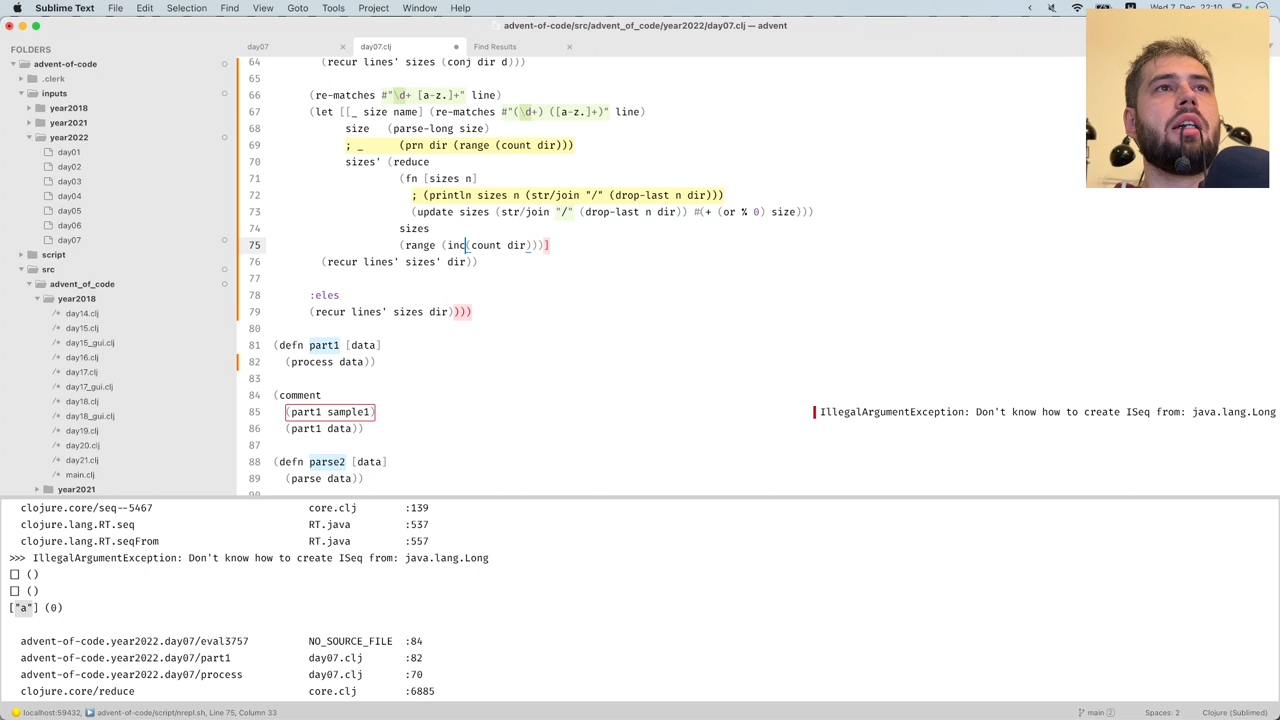 Sublime Text File Edit Selection Find View Goto Tools Project Window Help Wed 7. Dec 22:10
advent-of-code/src/advent_of_code/year2022/day07.clj — advent
FOLDERS
advent-of-code
.clerk
inputs
year2018
year2021
year2022
day01
day02
day03
day04
day05
day06
day07
script
src
advent_of_code
year2018
day14.clj
day15.clj
day15_gui.clj
day16.clj
day17.clj
day17_gui.clj
day18.clj
day18_gui.clj
day19.clj
day20.clj
day21.clj
main.clj
year2021
day07
day07.clj
Find Results
64 (recur lines' sizes (conj dir d)))
65
66 (re-matches #"\d+ [a-z.]+" line)
67 (let [[_ size name] (re-matches #"(\d+) ([a-z.]+)" line)
68 size (parse-long size)
69 ; _ (prn dir (range (count dir)))
70 sizes' (reduce
71 (fn [sizes n]
72 ; (println sizes n (str/join "/" (drop-last n dir)))
73 (update sizes (str/join "/" (drop-last n dir)) #(+ (or % 0) size)))
74 sizes
75 (range (inc(count dir)))]
76 (recur lines' sizes' dir))
77
78 :eles
79 (recur lines' sizes dir))))
80
81 (defn part1 [data]
82 (process data))
83
84 (comment
85 (part1 sample1) IllegalArgumentException: Don't know how to create ISeq from: java.lang.Long
86 (part1 data))
87
88 (defn parse2 [data]
89 (parse data))
clojure.core/seq--5467 core.clj :139
clojure.lang.RT.seq RT.java :537
clojure.lang.RT.seqFrom RT.java :557
>>> IllegalArgumentException: Don't know how to create ISeq from: java.lang.Long
[] ()
[] ()
["a"] (0)
advent-of-code.year2022.day07/eval3757 NO_SOURCE_FILE :84
advent-of-code.year2022.day07/part1 day07.clj :82
advent-of-code.year2022.day07/process day07.clj :70
clojure.core/reduce core.clj :6885
localhost:59432, advent-of-code/script/nrepl.sh, Line 75, Column 33 main 2 Spaces: 2 Clojure (Sublimed)